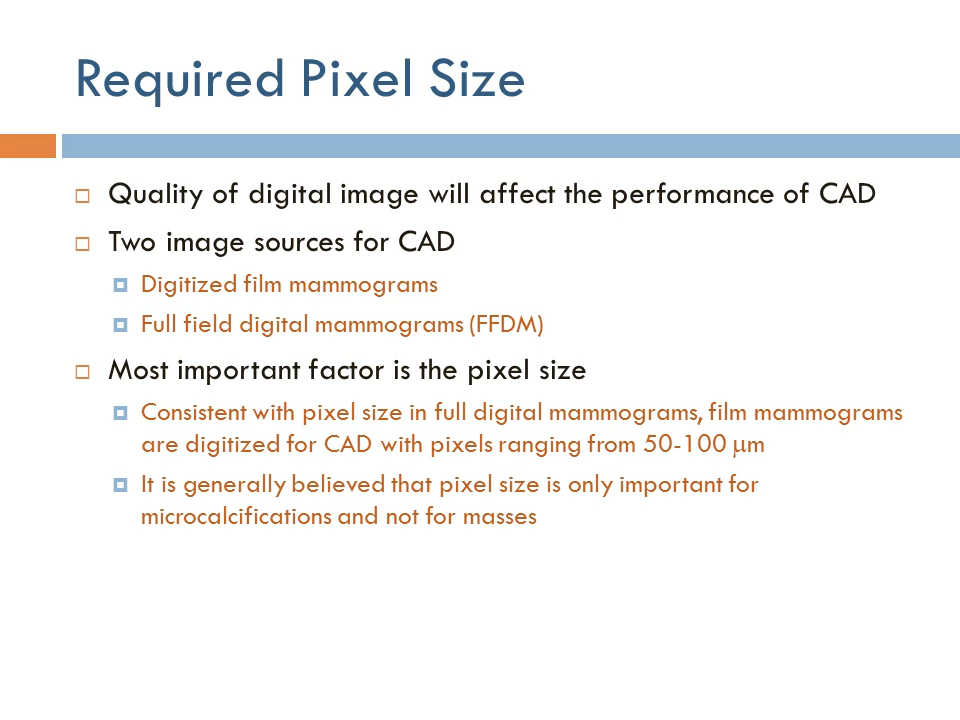 Required Pixel Size
Quality of digital image will affect the performance of CAD
Two image sources for CAD
Digitized film mammograms
Full field digital mammograms (FFDM)
Most important factor is the pixel size
Consistent with pixel size in full digital mammograms, film mammograms
are digitized for CAD with pixels ranging from 50-100 μm
It is generally believed that pixel size is only important for
microcalcifications and not for masses